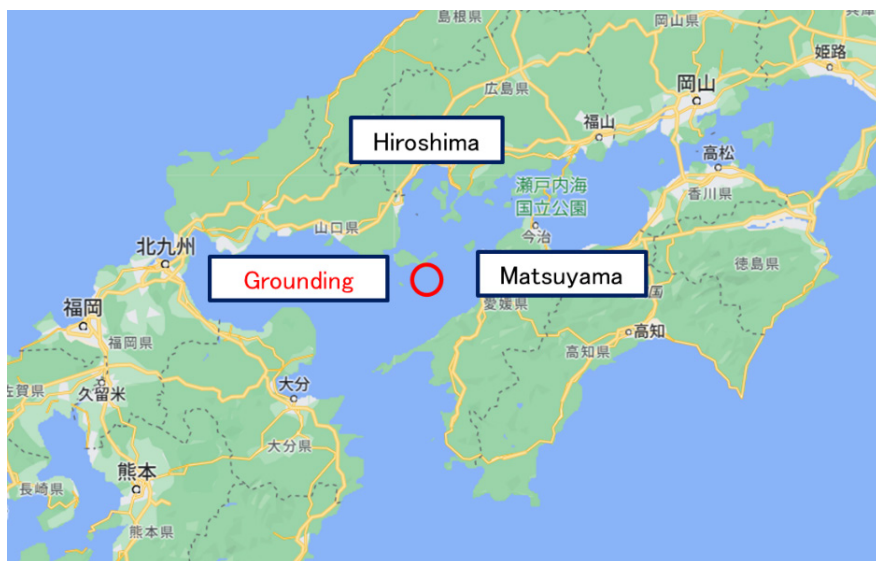 島根県
岡山県
姫路
広島県
岡山
福山
Hiroshima
高松
瀬戸内海
国立公園
香川県
山口県
今治
北九州
徳島県
Grounding
Matsuyama
国
福岡
愛媛県
高知
福岡県
高知県
大分
佐賀県
久留米
大分県
熊本
長崎県
熊本県